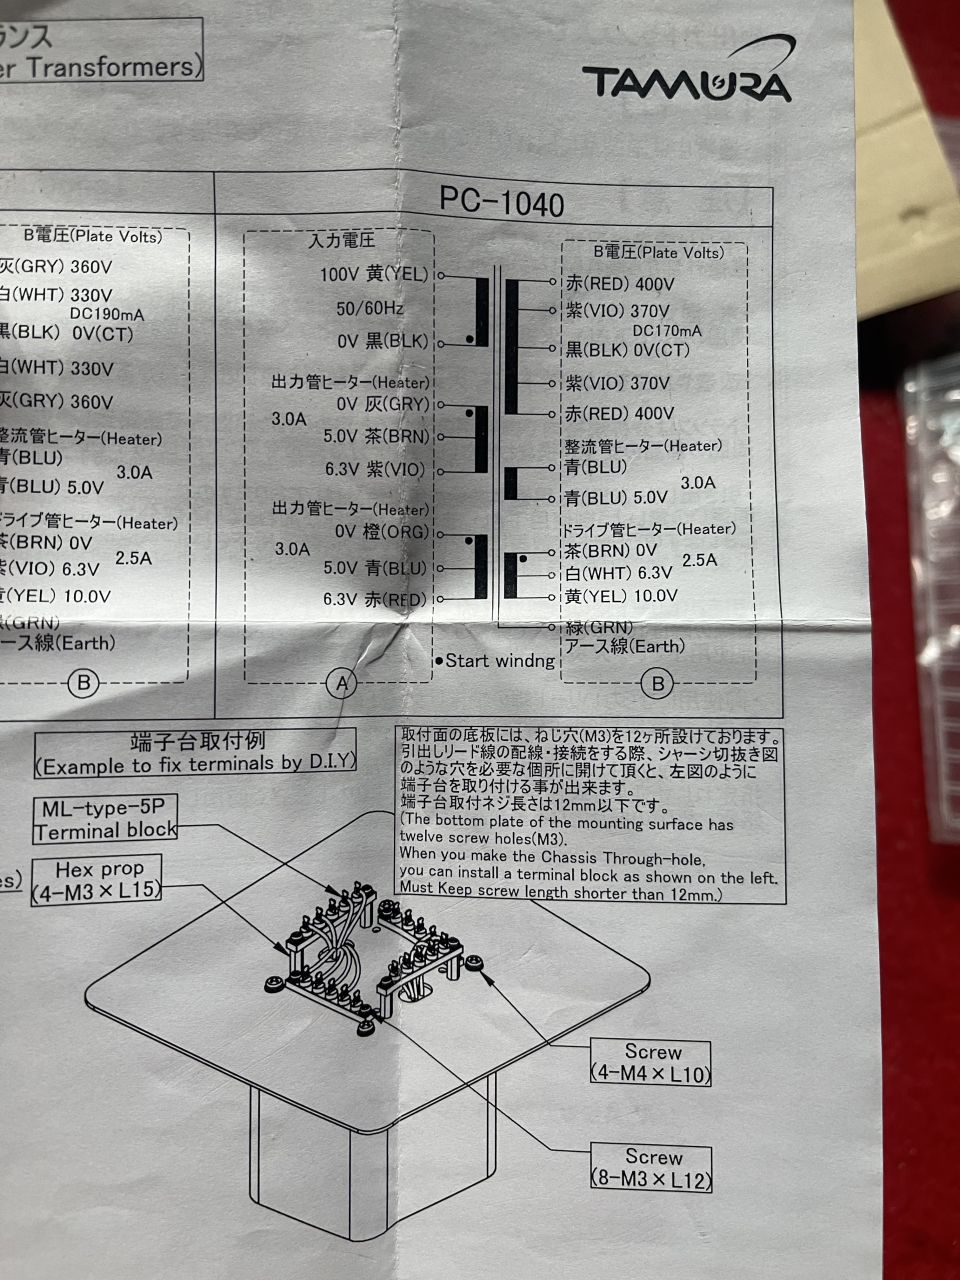 ランス
er Transformers)
TAMURA
PC-1040
B電圧(Plate Volts)
灰(GRY) 360V
白(WHT) 330V
DC190mA
黒(BLK) 0V(CT)
白(WHT) 330V
灰(GRY) 360V
整流管ヒーター(Heater)
青(BLU)
3.0A
青(BLU) 5.0V
ドライブ管ヒーター(Heater)
茶(BRN) 0V
2.5A
紫(VIO) 6.3V
黄(YEL) 10.0V
緑(GRN)
アース線(Earth)
B
入力電圧
100V 黄(YEL)
50/60Hz
0V 黒(BLK)
出力管ヒーター(Heater)
0V 灰(GRY)
3.0A
5.0V 茶(BRN)
6.3V 紫(VIO)
出力管ヒーター(Heater)
0V 橙(ORG)
3.0A
5.0V 青(BLU)
6.3V 赤(RED)
A
•Start windng
B電圧(Plate Volts)
赤(RED) 400V
紫(VIO) 370V
DC170mA
黒(BLK) 0V(CT)
紫(VIO) 370V
赤(RED) 400V
整流管ヒーター(Heater)
青(BLU)
3.0A
青(BLU) 5.0V
ドライブ管ヒーター(Heater)
茶(BRN) 0V
2.5A
白(WHT) 6.3V
黄(YEL) 10.0V
緑(GRN)
アース線(Earth)
B
端子台取付例
(Example to fix terminals by D.I.Y)
取付面の底板には、ねじ穴(M3)を12ヶ所設けております。
引出しリード線の配線・接続をする際、シャーシ切抜き図
のような穴を必要な個所に開けて頂くと、左図のように
端子台を取り付ける事が出来ます。
端子台取付ネジ長さは12mm以下です。
(The bottom plate of the mounting surface has
twelve screw holes(M3).
When you make the Chassis Through-hole,
you can install a terminal block as shown on the left.
Must Keep screw length shorter than 12mm.)
ML-type-5P
Terminal block
es)
Hex prop
(4-M3×L15)
Screw
(4-M4×L10)
Screw
(8-M3×L12)